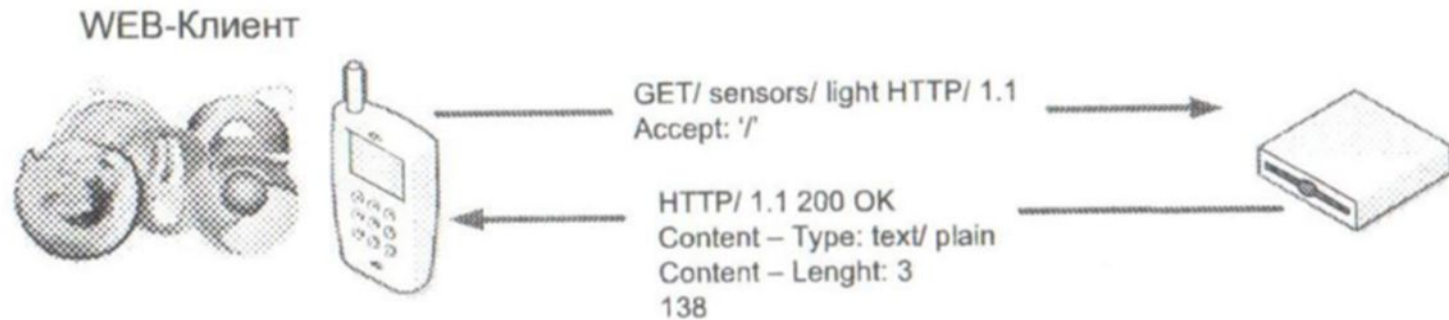 WEB-Клиент
GET/ sensors/ light HTTP/ 1.1
Accept: '/'
HTTP/ 1.1 200 OK
Content – Type: text/ plain
Content – Lenght: 3
138